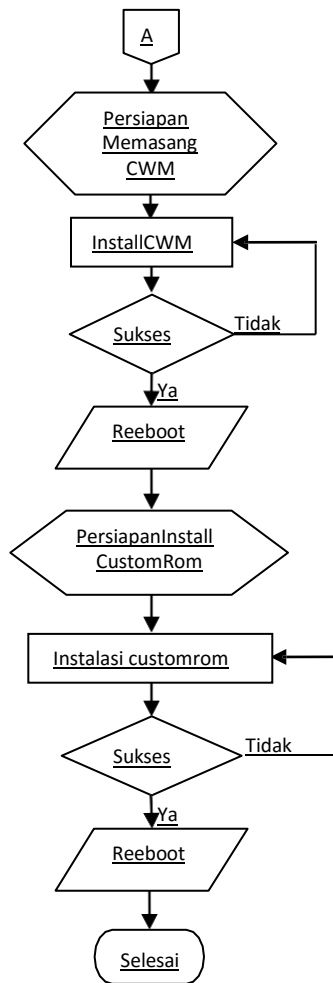 A
Persiapan
Memasang
CWM
InstallCWM
Sukses
Tidak
Ya
Reeboot
PersiapanInstall
CustomRom
Instalasi customrom
Sukses
Tidak
Ya
Reeboot
Selesai